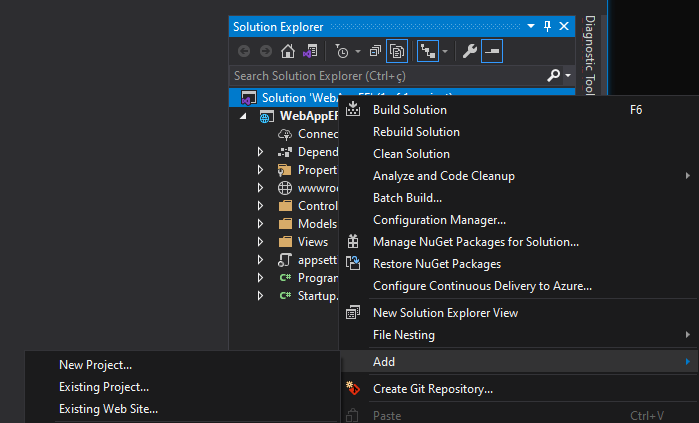 Solution Explorer
Search Solution Explorer (Ctrl+ç)
Solution 'WebAppEF' (1 of 1 project)
WebAppEF
Connec
Depend
Propert
wwwroo
Control
Models
Views
appsett
C# Progran
C# Startup.
Diagnostic Tool
Build Solution F6
Rebuild Solution
Clean Solution
Analyze and Code Cleanup
Batch Build...
Configuration Manager...
Manage NuGet Packages for Solution...
Restore NuGet Packages
Configure Continuous Delivery to Azure...
New Solution Explorer View
File Nesting
Add
Create Git Repository...
Paste Ctrl+V
New Project...
Existing Project...
Existing Web Site...